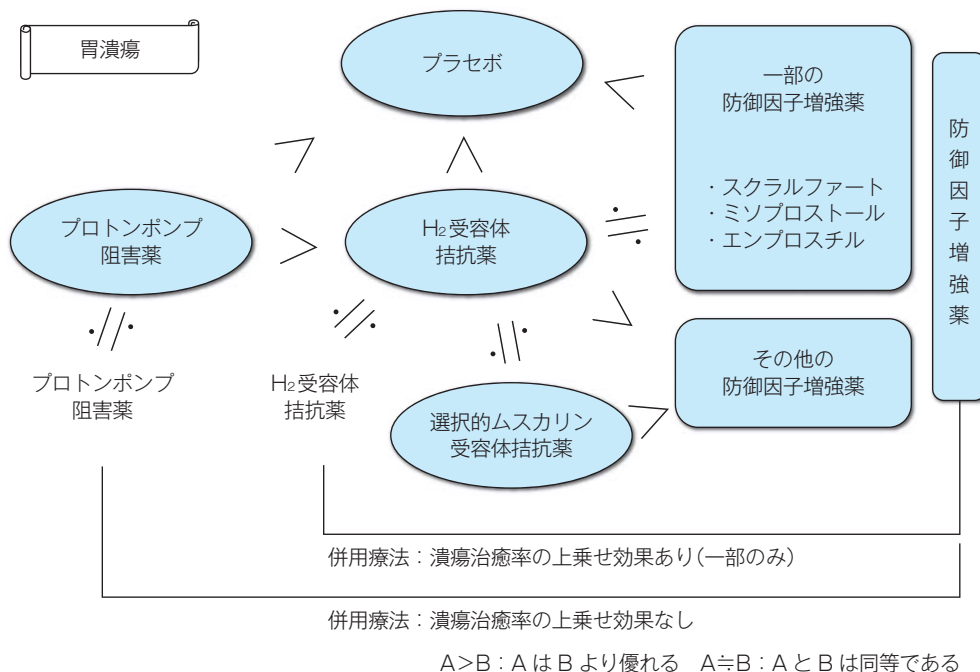 胃潰瘍
プラセボ
一部の
防御因子増強薬
・スクラルファート
・ミソプロストール
・エンプロスチル
防御因子増強薬
プロトンポンプ
阻害薬
>
>
>
<
≒
H2受容体
拮抗薬
≒
≒
≒
>
プロトンポンプ
阻害薬
H2受容体
拮抗薬
選択的ムスカリン
受容体拮抗薬
>
その他の
防御因子増強薬
併用療法：潰瘍治癒率の上乗せ効果あり（一部のみ）
併用療法：潰瘍治癒率の上乗せ効果なし
A>B：A は B より優れる　A≒B：A と B は同等である